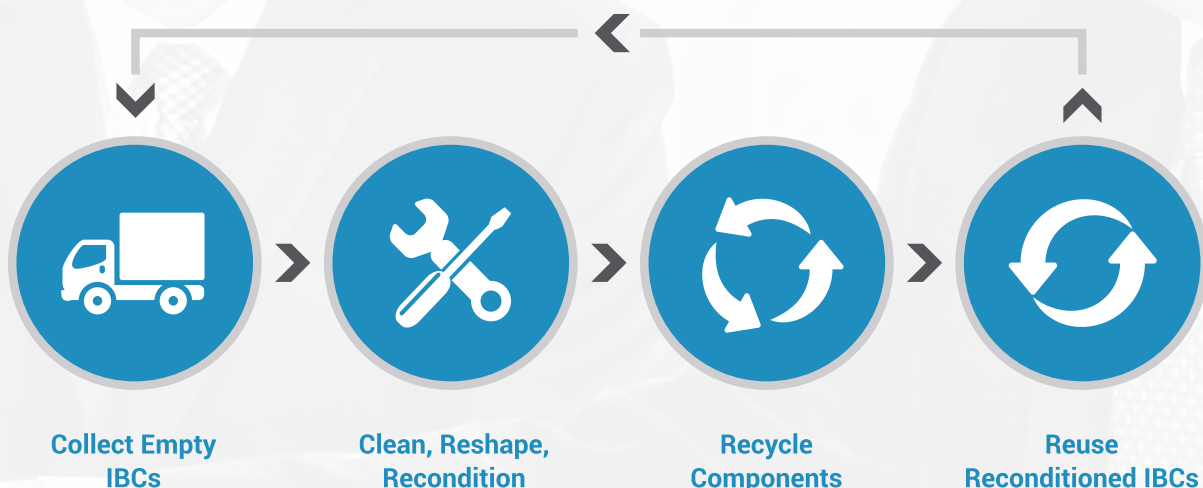 Collect Empty
IBCs
Clean, Reshape,
Recondition
Recycle
Components
Reuse
Reconditioned IBCs